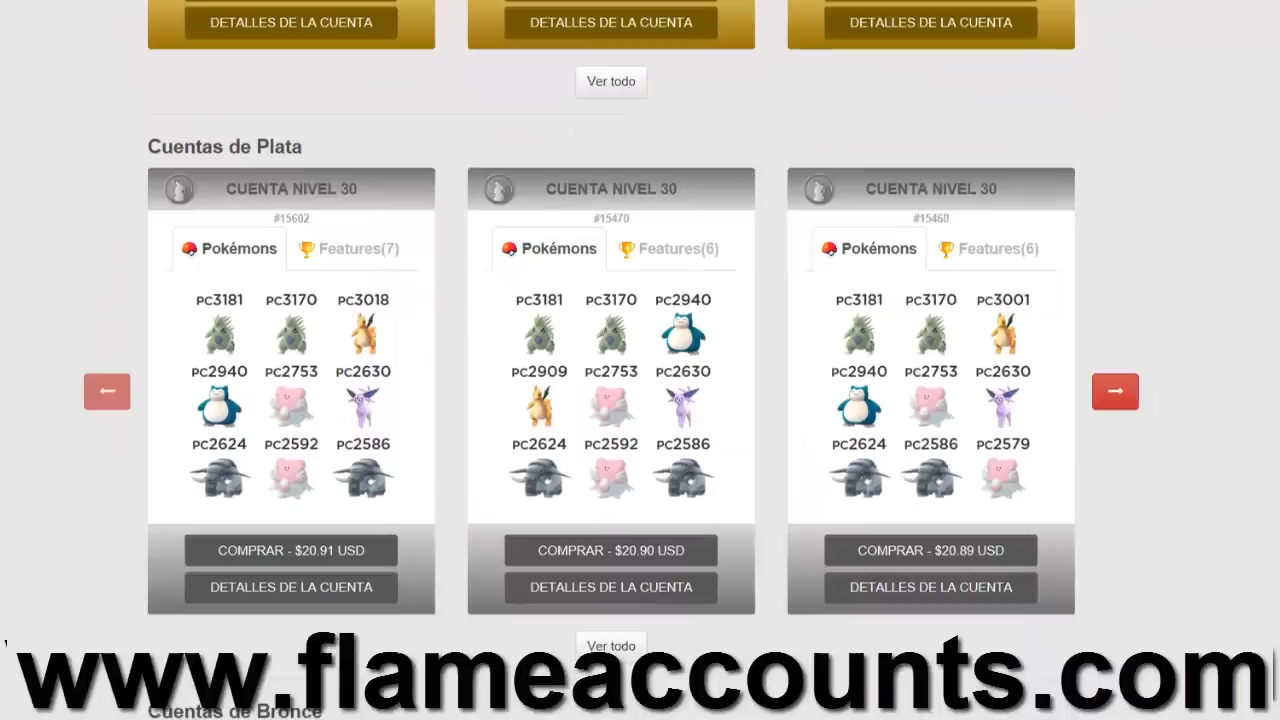 DETALLES DE LA CUENTA DETALLES DE LA CUENTA DETALLES DE LA CUENTA
Ver todo
Cuentas de Plata
CUENTA NIVEL 30 CUENTA NIVEL 30 CUENTA NIVEL 30
#15602 #15470 #15460
Pokémons Features(7) Pokémons Features(6) Pokémons Features(6)
PC3181 PC3170 PC3018 PC3181 PC3170 PC2940 PC3181 PC3170 PC3001
PC2940 PC2753 PC2630 PC2909 PC2753 PC2630 PC2940 PC2753 PC2630
PC2624 PC2592 PC2586 PC2624 PC2592 PC2586 PC2624 PC2586 PC2579
COMPRAR - $20.91 USD COMPRAR - $20.90 USD COMPRAR - $20.89 USD
DETALLES DE LA CUENTA DETALLES DE LA CUENTA DETALLES DE LA CUENTA
Ver todo
www.flameaccounts.com
Cuentas de Bronce